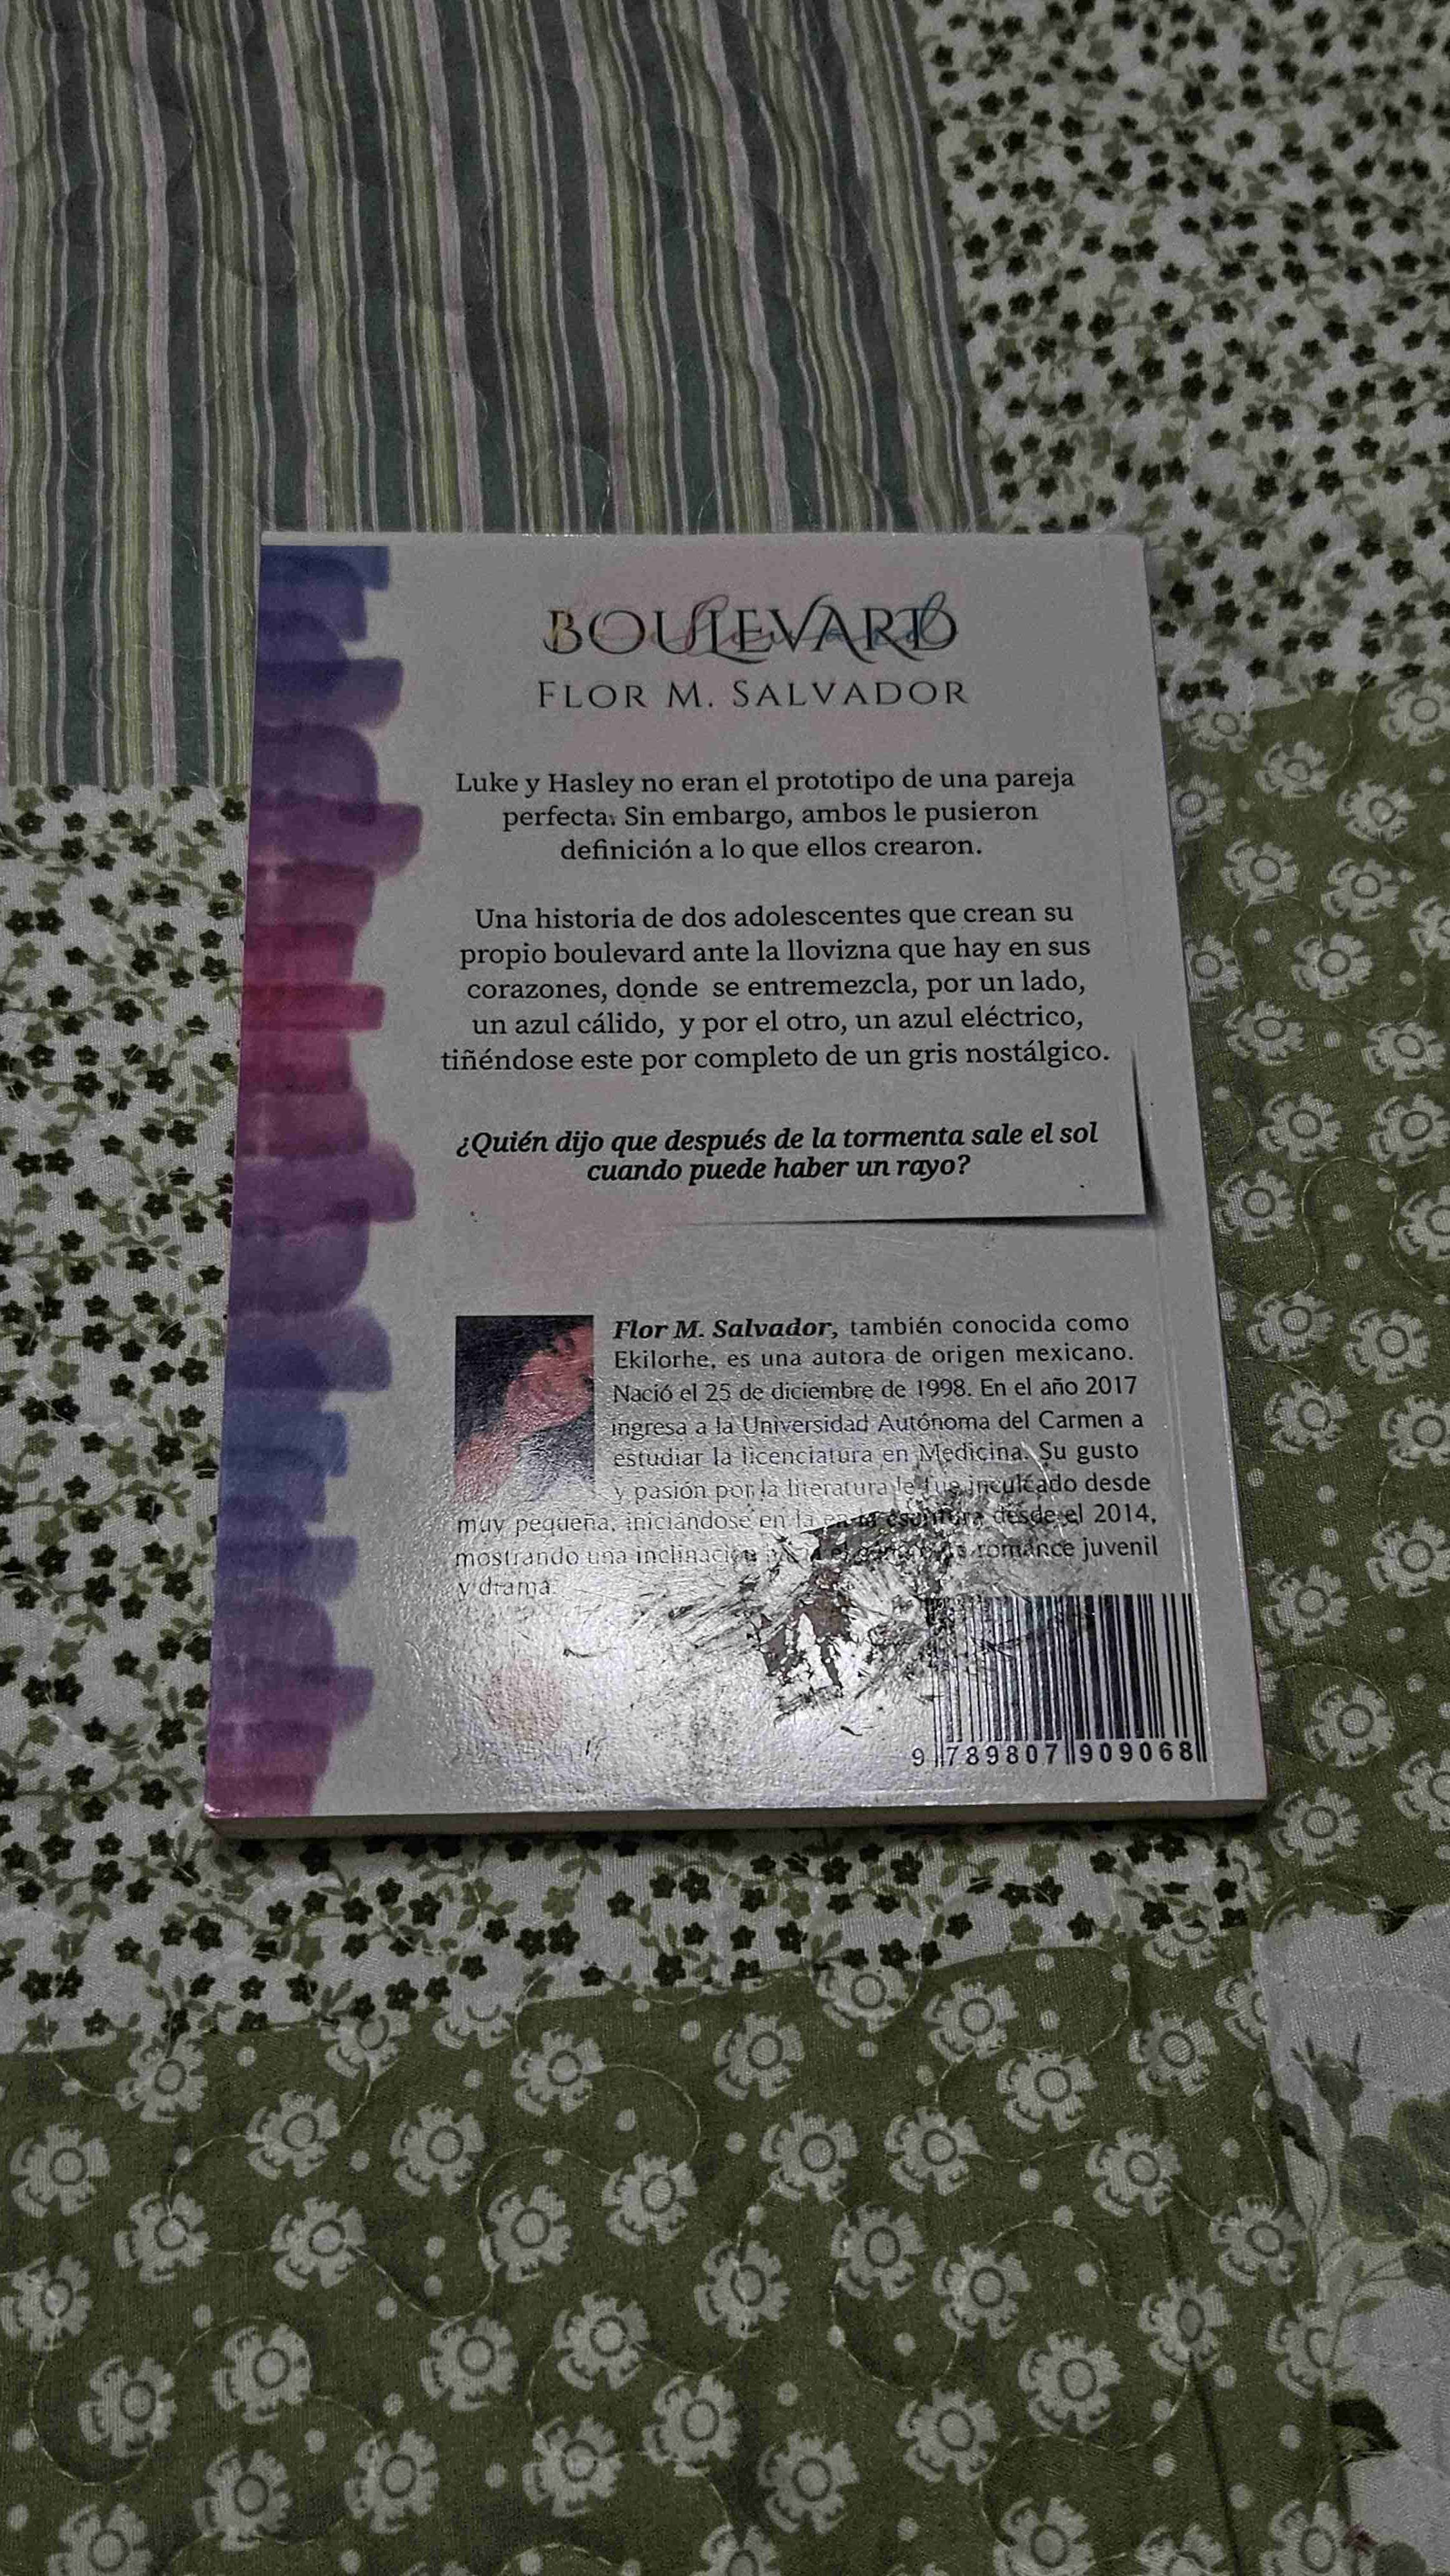 BOULEVARD
FLOR M. SALVADOR
Luke y Hasley no eran el prototipo de una pareja
perfecta. Sin embargo, ambos le pusieron
definición a lo que ellos crearon.
Una historia de dos adolescentes que crean su
propio boulevard ante la llovizna que hay en sus
corazones, donde se entremezcla, por un lado,
un azul cálido, y por el otro, un azul eléctrico,
tiñéndose este por completo de un gris nostálgico.
¿Quién dijo que después de la tormenta sale el sol
cuando puede haber un rayo?
Flor M. Salvador, también conocida como
Ekilorhe, es una autora de origen mexicano.
Nació el 25 de diciembre de 1998. En el año 2017
ingresa a la Universidad Autónoma del Carmen a
estudiar la licenciatura en Medicina. Su gusto
y pasión por la literatura le fue inculcado desde
muy pequeña, iniciándose en la escritura desde el 2014,
mostrando una inclinación romance juvenil
y drama.
9 789807 909068